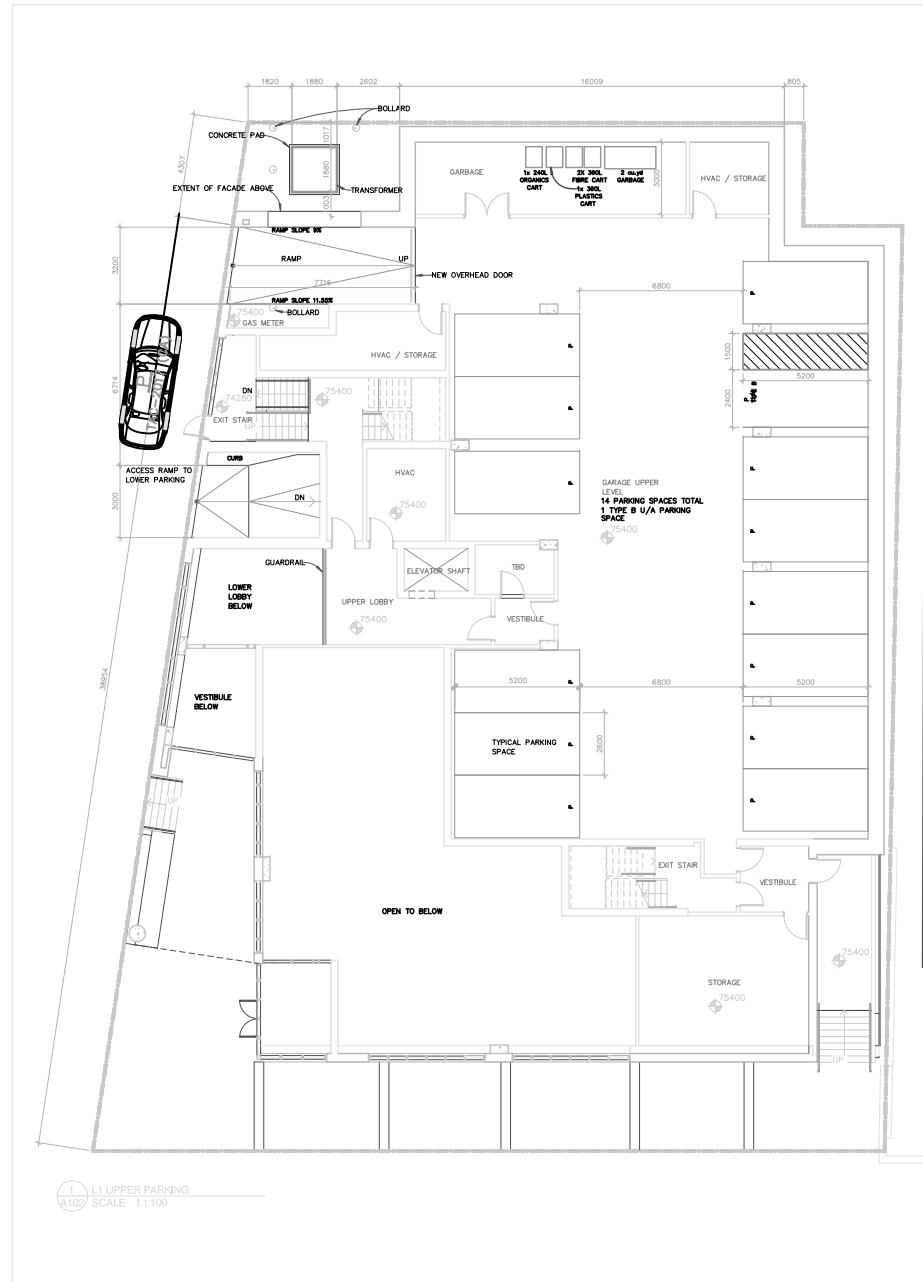 1820
1880
2602
16009
805
BOLLARD
CONCRETE PAD
1017
1880
TRANSFORMER
EXTENT OF FACADE ABOVE
4307
GARBAGE
1x 240L
ORGANICS
CART
2X 360L
FIBRE CART
1x 360L
PLASTICS
CART
2 cu.yd
GARBAGE
3000
HVAC / STORAGE
RAMP SLOPE 9%
RAMP
UP
7716
NEW OVERHEAD DOOR
3200
RAMP SLOPE 11.55%
BOLLARD
75400
GAS METER
6800
P
HVAC / STORAGE
P
1500
5200
2400
P
TYPE B
6714
DN
74280
75400
EXIT STAIR
UP
P
CURB
ACCESS RAMP TO
LOWER PARKING
DN
3000
HVAC
75400
P
P
GARAGE UPPER
LEVEL
14 PARKING SPACES TOTAL
1 TYPE B U/A PARKING
SPACE
75400
P
GUARDRAIL
ELEVATOR SHAFT
TBD
LOWER
LOBBY
BELOW
UPPER LOBBY
75400
VESTIBULE
P
P
38954
VESTIBULE
BELOW
5200
P
6800
5200
TYPICAL PARKING
SPACE
P
2600
P
UP
P
P
EXIT STAIR
VESTIBULE
OPEN TO BELOW
75400
STORAGE
75400
UP
1
A102
L1 UPPER PARKING
SCALE 1 : 100